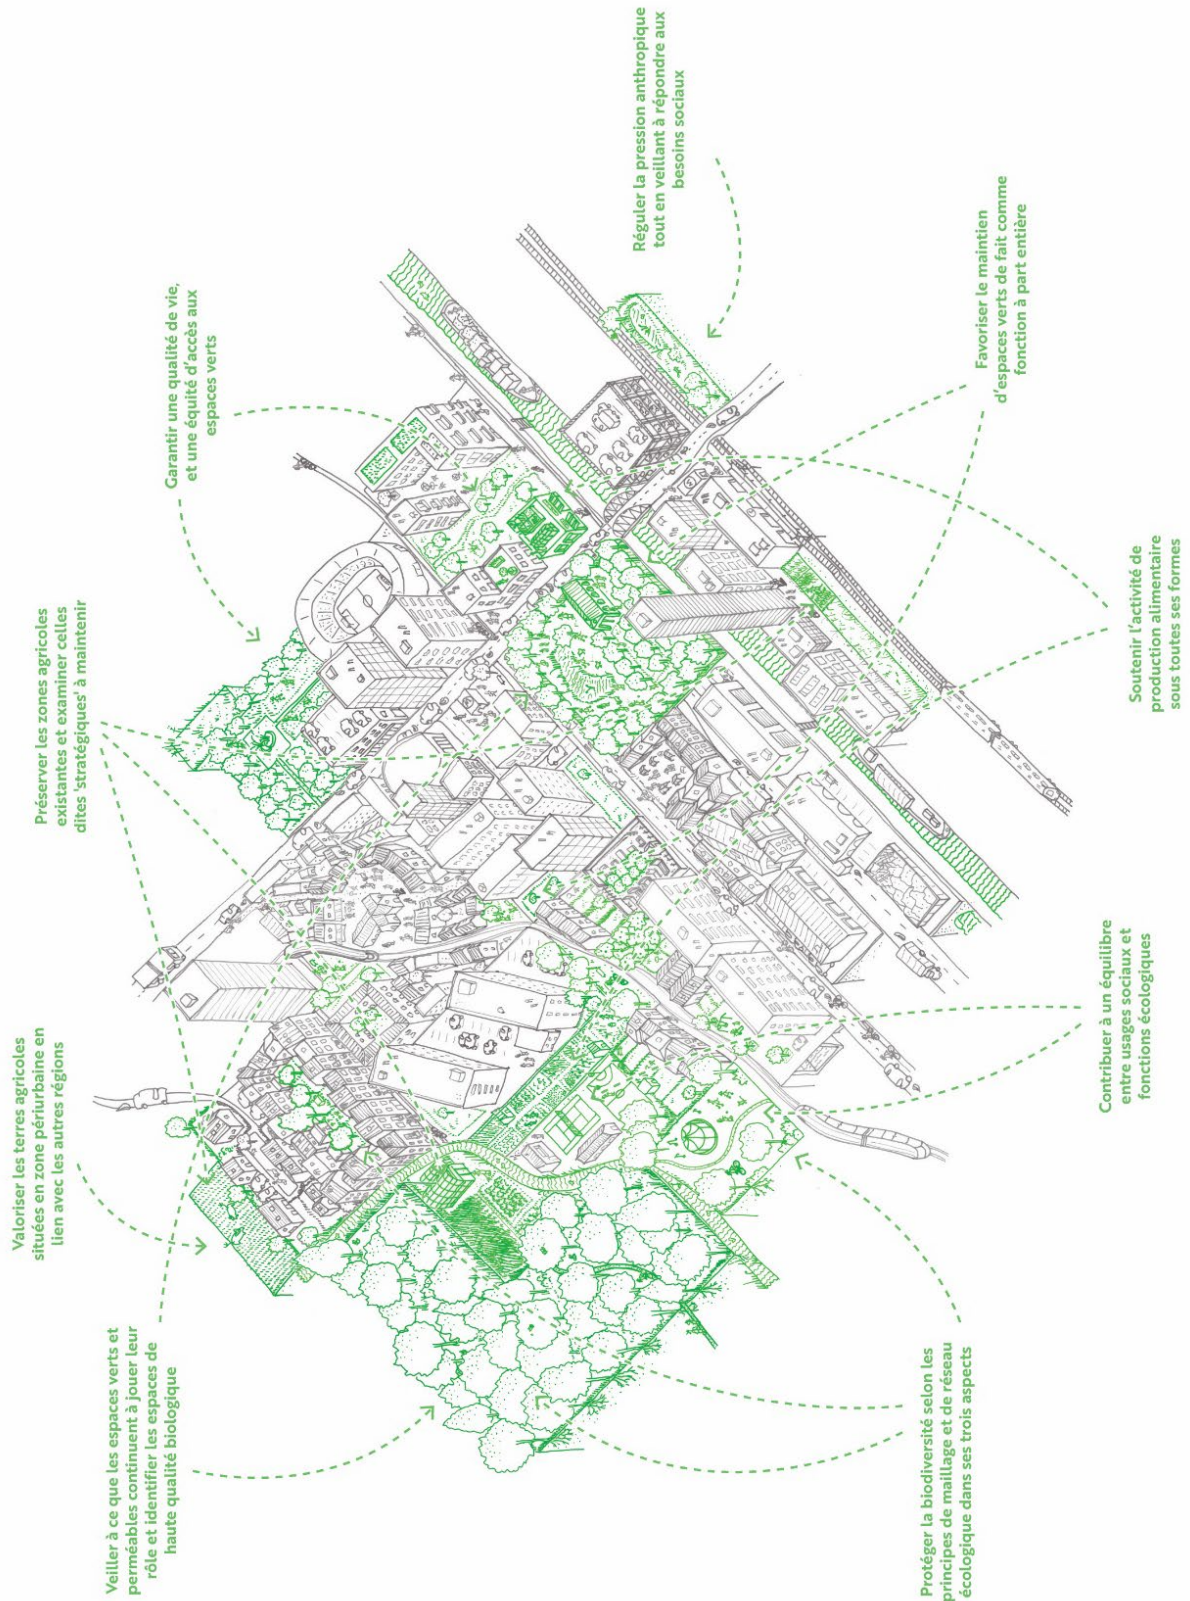 Veiller à ce que les espaces verts et
perméables continuent à jouer leur
rôle et identifier les espaces de
haute qualité biologique
Valoriser les terres agricoles
situées en zone périurbaine en
lien avec les autres régions
Préserver les zones agricoles
existantes et examiner celles
dites 'stratégiques' à maintenir
Garantir une qualité de vie,
et une équité d'accès aux
espaces verts
Réguler la pression anthropique
tout en veillant à répondre aux
besoins sociaux
Protéger la biodiversité selon les
principes de maillage et de réseau
écologique dans ses trois aspects
Contribuer à un équilibre
entre usages sociaux et
fonctions écologiques
Soutenir l'activité de
production alimentaire
sous toutes ses formes
Favoriser le maintien
d'espaces verts de fait comme
fonction à part entière